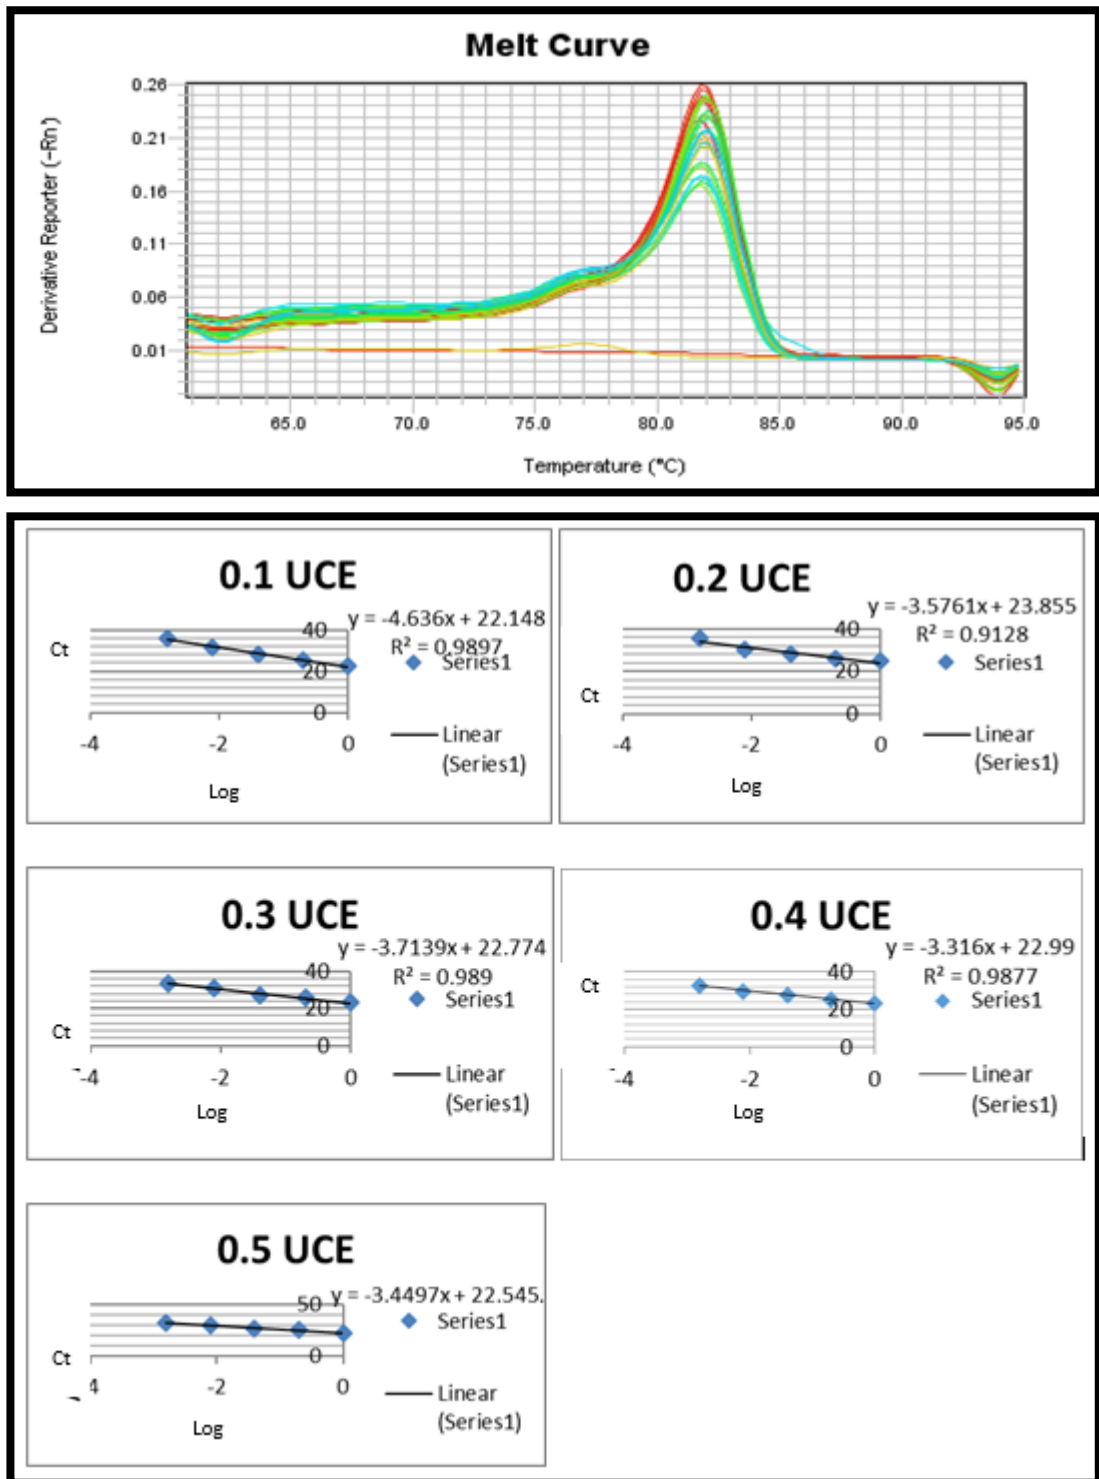 Melt Curve
Derivative Reporter (-Rn)
0.26
0.21
0.16
0.11
0.06
0.01
65.0 70.0 75.0 80.0 85.0 90.0 95.0
Temperature (°C)
0.1 UCE
y = -4.636x + 22.148
R² = 0.9897
Ct
40
20
0
Series1
Linear
(Series1)
-4 -2 0
Log
0.2 UCE
y = -3.5761x + 23.855
R² = 0.9128
Ct
40
20
0
Series1
Linear
(Series1)
-4 -2 0
Log
0.3 UCE
y = -3.7139x + 22.774
R² = 0.989
Ct
40
20
0
Series1
Linear
(Series1)
-4 -2 0
Log
0.4 UCE
y = -3.316x + 22.99
R² = 0.9877
Ct
40
20
0
Series1
Linear
(Series1)
-4 -2 0
Log
0.5 UCE
y = -3.4497x + 22.545.
Ct
50
0
Series1
Linear
(Series1)
4 -2 0
Log